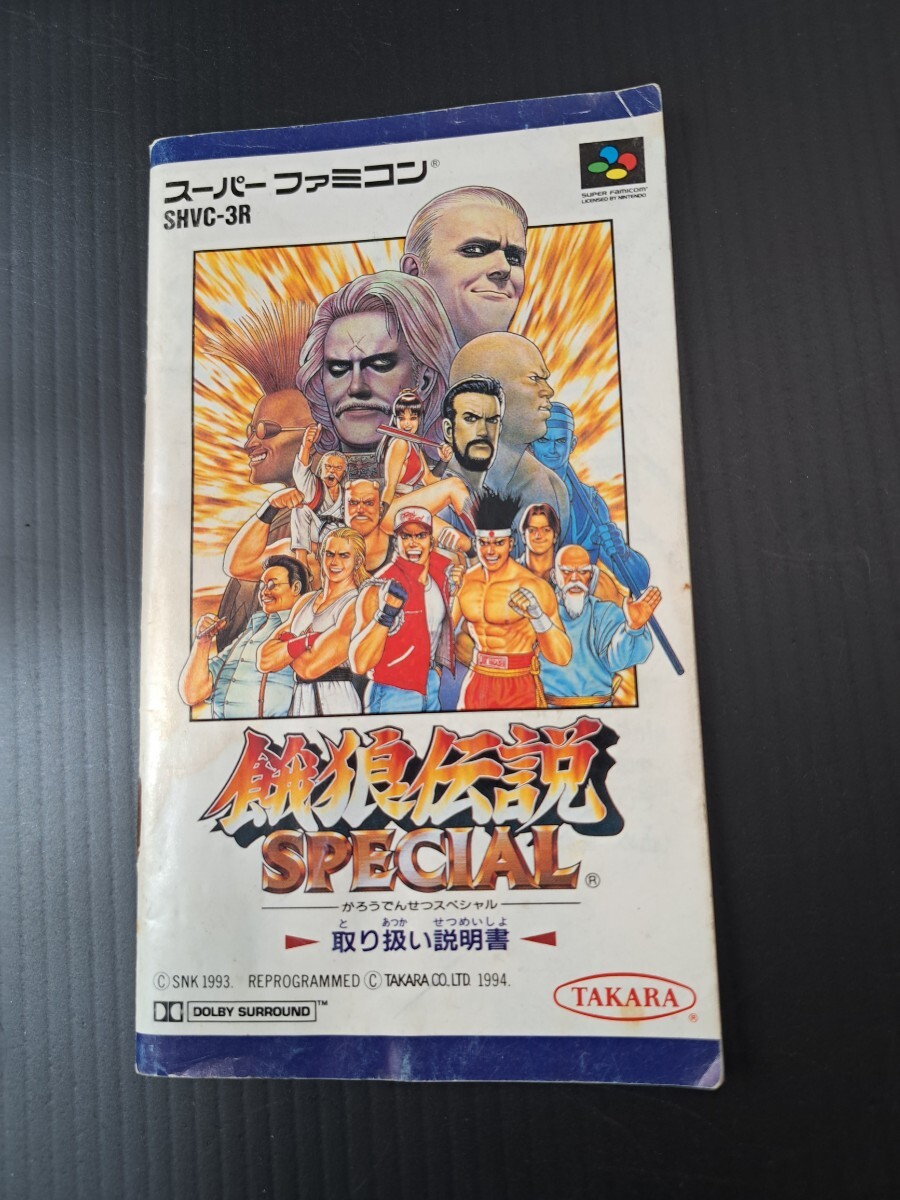 スーパーファミコン®
SHVC-3R
SUPER FAMICOM
LICENSED BY NINTENDO
餓狼伝説
SPECIAL®
がろうでんせつスペシャル
と あつか せつめいしょ
取り扱い説明書
©SNK 1993. REPROGRAMMED © TAKARA CO.,LTD. 1994.
DOLBY SURROUND™
TAKARA®